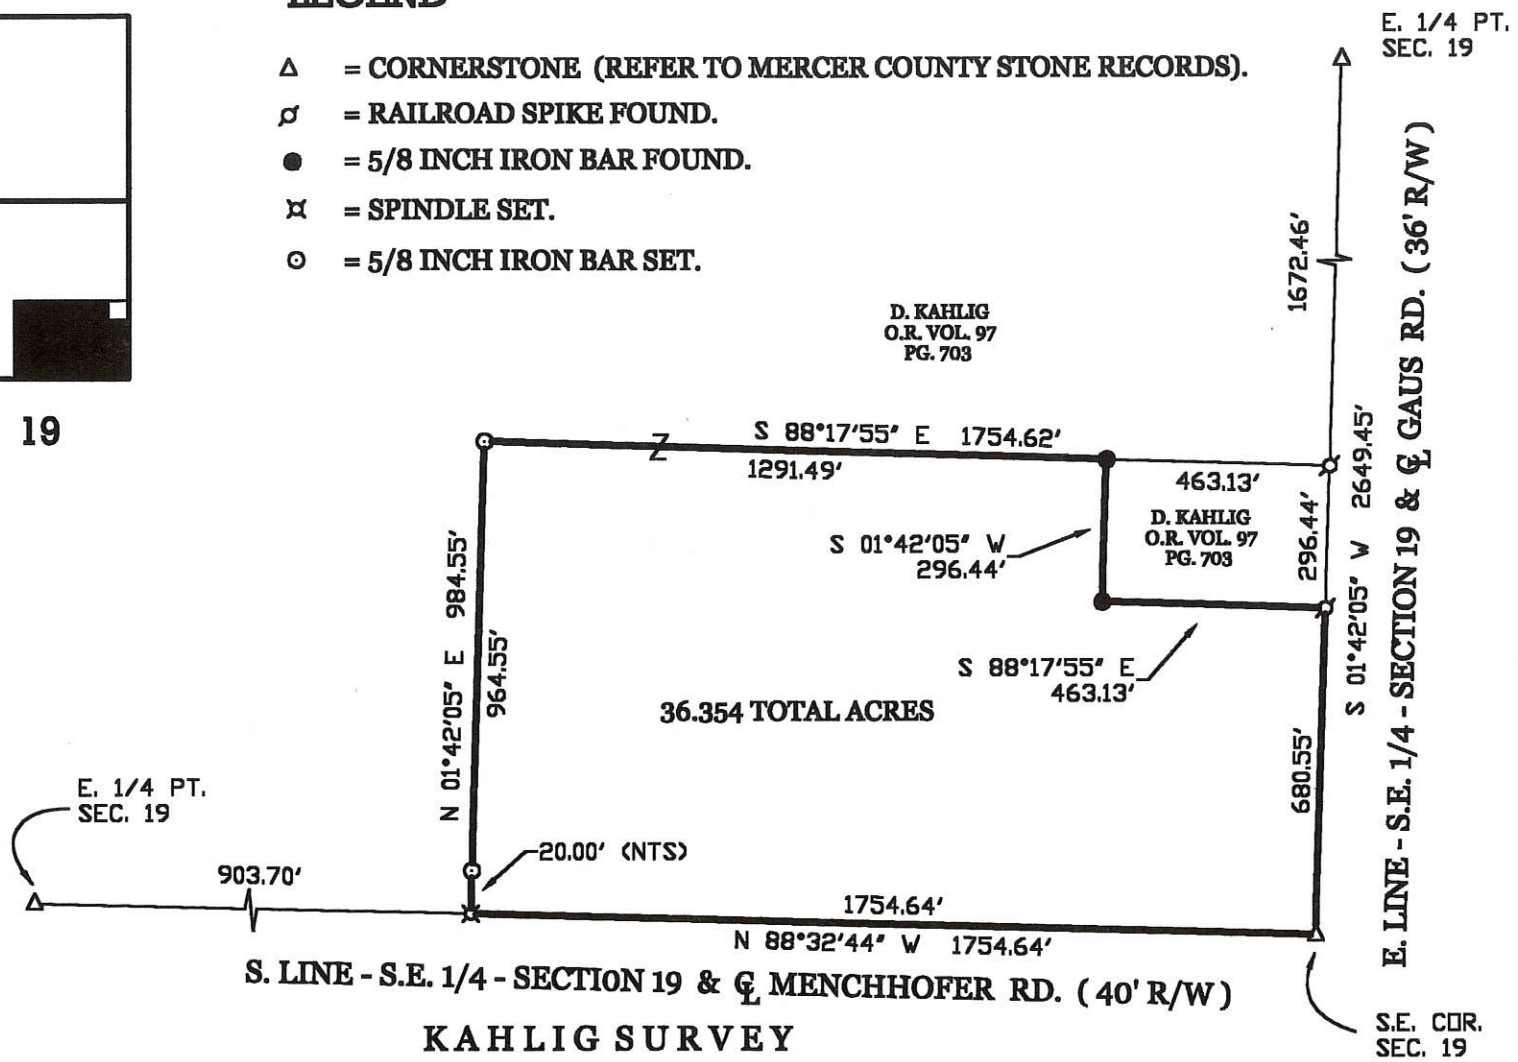 LEGEND
△ = CORNERSTONE (REFER TO MERCER COUNTY STONE RECORDS).
= RAILROAD SPIKE FOUND.
● = 5/8 INCH IRON BAR FOUND.
= SPINDLE SET.
⊙ = 5/8 INCH IRON BAR SET.
19
E. 1/4 PT.
SEC. 19
1672.46'
D. KAHLIG
O.R. VOL. 97
PG. 703
S 88°17'55" E 1754.62'
1291.49'
463.13'
D. KAHLIG
O.R. VOL. 97
PG. 703
296.44'
S 01°42'05" W
296.44'
S 01°42'05" W 2649.45'
E. LINE - S.E. 1/4 - SECTION 19 & ℄ GAUS RD. (36' R/W)
N 01°42'05" E 984.55'
964.55'
S 88°17'55" E
463.13'
36.354 TOTAL ACRES
680.55'
E. 1/4 PT.
SEC. 19
903.70'
20.00' (NTS)
1754.64'
N 88°32'44" W 1754.64'
S. LINE - S.E. 1/4 - SECTION 19 & ℄ MENCHHOFER RD. (40' R/W)
KAHLIG SURVEY
S.E. COR.
SEC. 19